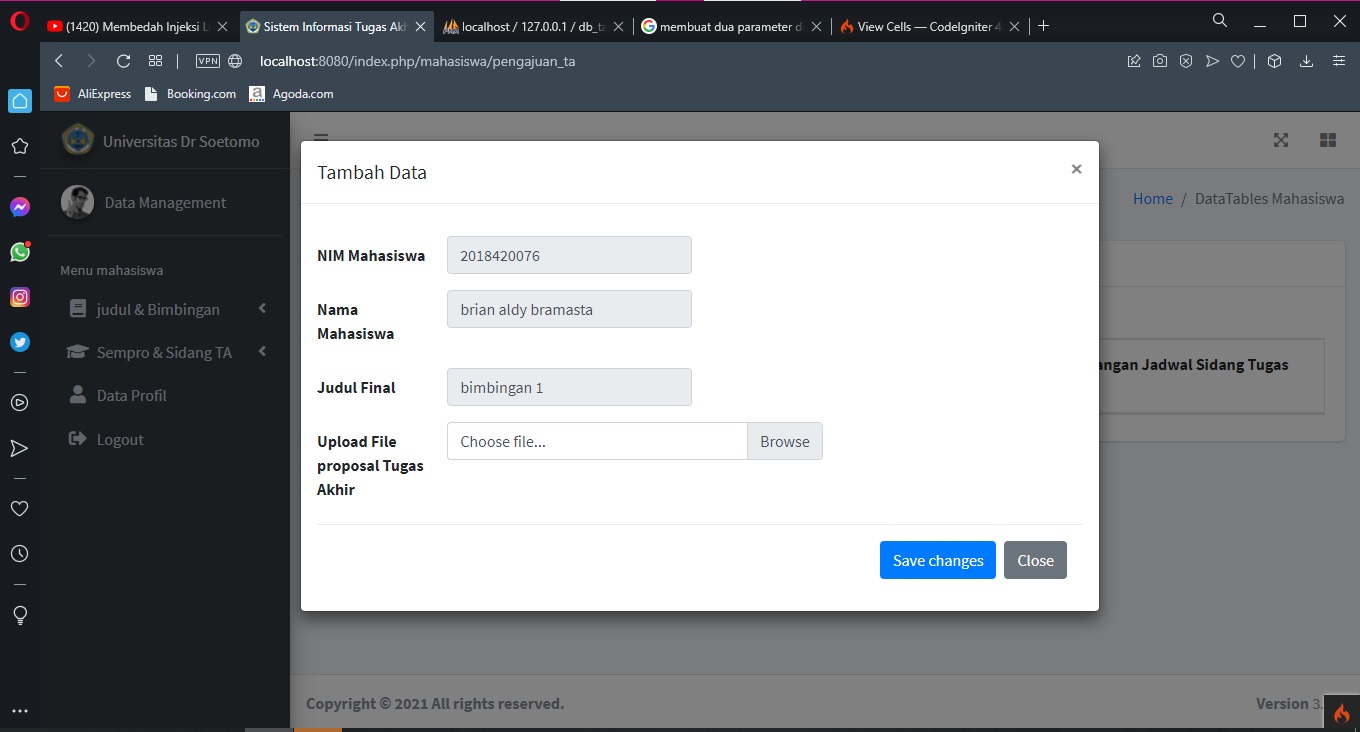 (1420) Membedah Injeksi L
Sistem Informasi Tugas Ak
localhost / 127.0.0.1 / db_ta
membuat dua parameter d
View Cells — CodeIgniter 4
VPN
localhost:8080/index.php/mahasiswa/pengajuan_ta
AliExpress
Booking.com
a Agoda.com
Universitas Dr Soetomo
Data Management
Menu mahasiswa
judul & Bimbingan
Sempro & Sidang TA
Data Profil
Logout
Home / DataTables Mahasiswa
Tambah Data
×
NIM Mahasiswa
2018420076
Nama
Mahasiswa
brian aldy bramasta
Judul Final
bimbingan 1
Upload File
proposal Tugas
Akhir
Choose file...
Browse
Save changes
Close
angan Jadwal Sidang Tugas
Copyright © 2021 All rights reserved.
Version 3.